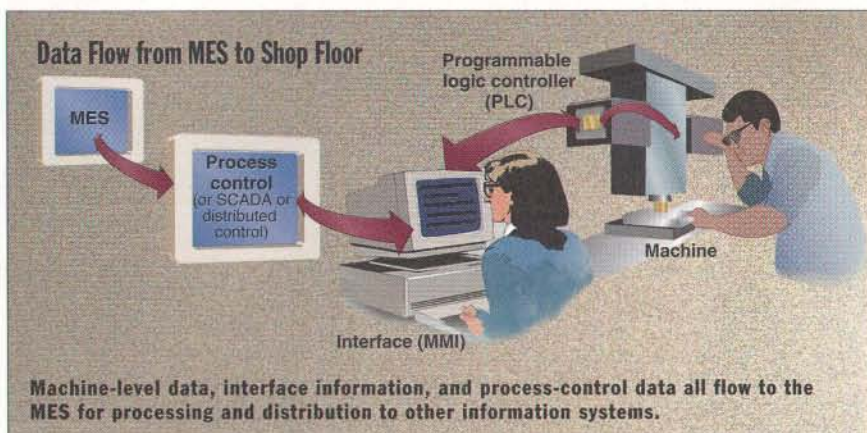 Data Flow from MES to Shop Floor
Programmable
logic controller
(PLC)
MES
Process
control
(or SCADA or
distributed
control)
Machine
Interface (MMI)
Machine-level data, interface information, and process-control data all flow to the
MES for processing and distribution to other information systems.